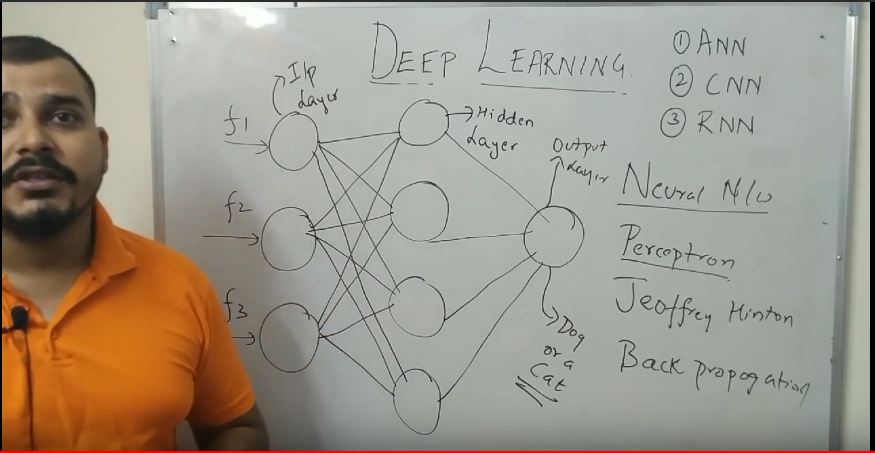 DEEP LEARNING.
① ANN
② CNN
③ RNN
I/p
Layer
f1
f2
f3
Hidden
Layer
Output
Layer
Dog
or a
Cat
Neural N/w
Perceptron
Jeoffrey Hinton
Back propogation